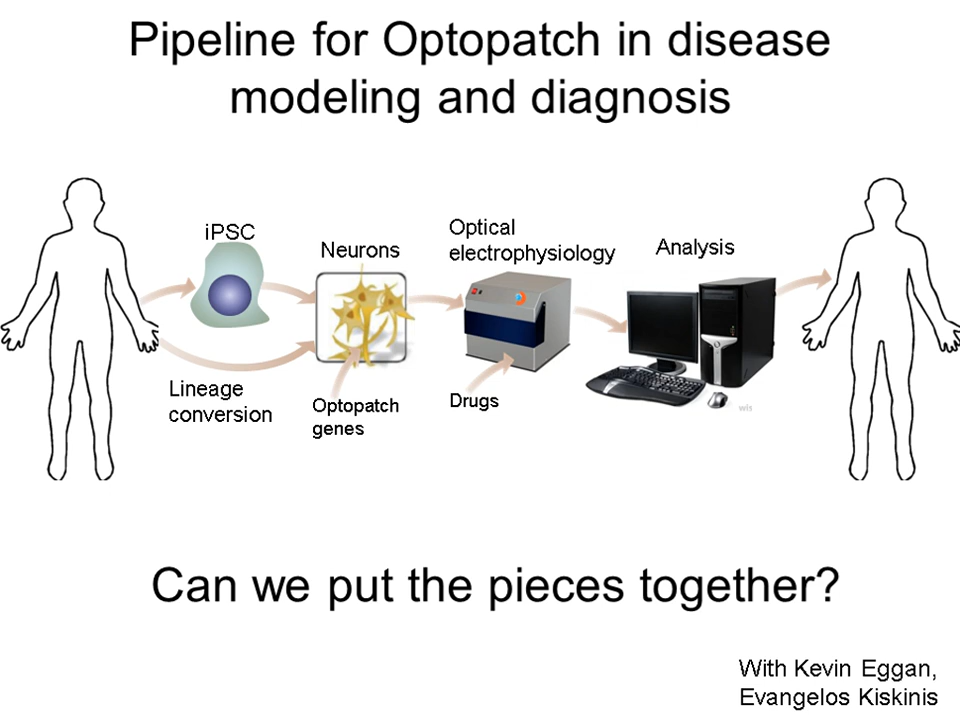 Pipeline for Optopatch in disease
modeling and diagnosis
iPSC
Neurons
Optical
electrophysiology
Analysis
Lineage
conversion
Optopatch
genes
Drugs
wis
Can we put the pieces together?
With Kevin Eggan,
Evangelos Kiskinis